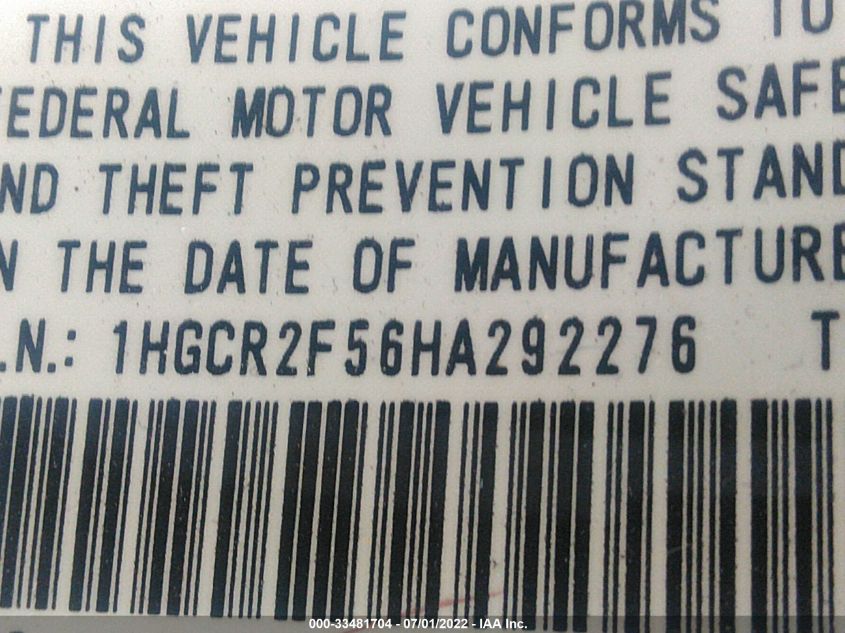 THIS VEHICLE CONFORMS TO
FEDERAL MOTOR VEHICLE SAFE
ND THEFT PREVENTION STAND
N THE DATE OF MANUFACTURE
.N.: 1HGCR2F56HA292276 T
000-33481704 - 07/01/2022 - IAA Inc.